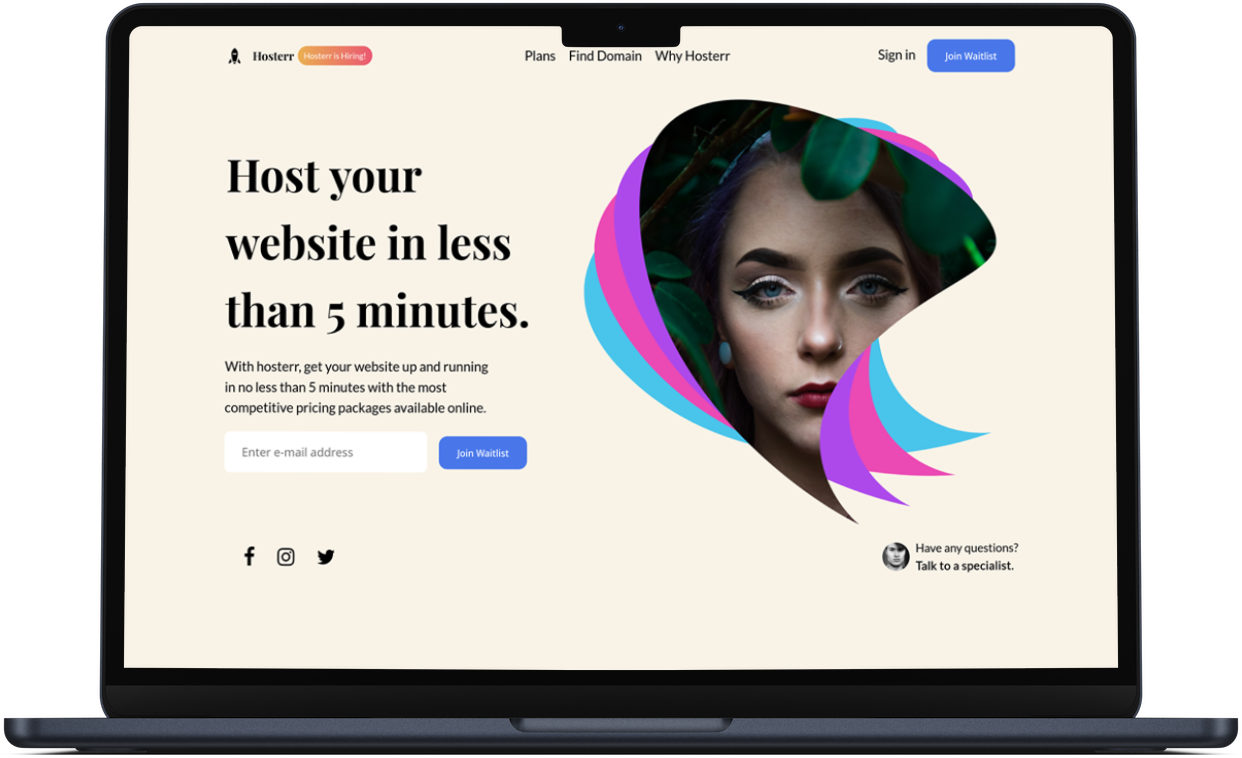 Hosterr Hosterr is Hiring! Plans Find Domain Why Hosterr Sign in Join Waitlist
Host your
website in less
than 5 minutes.
With hosterr, get your website up and running
in no less than 5 minutes with the most
competitive pricing packages available online.
Enter e-mail address Join Waitlist
Have any questions?
Talk to a specialist.